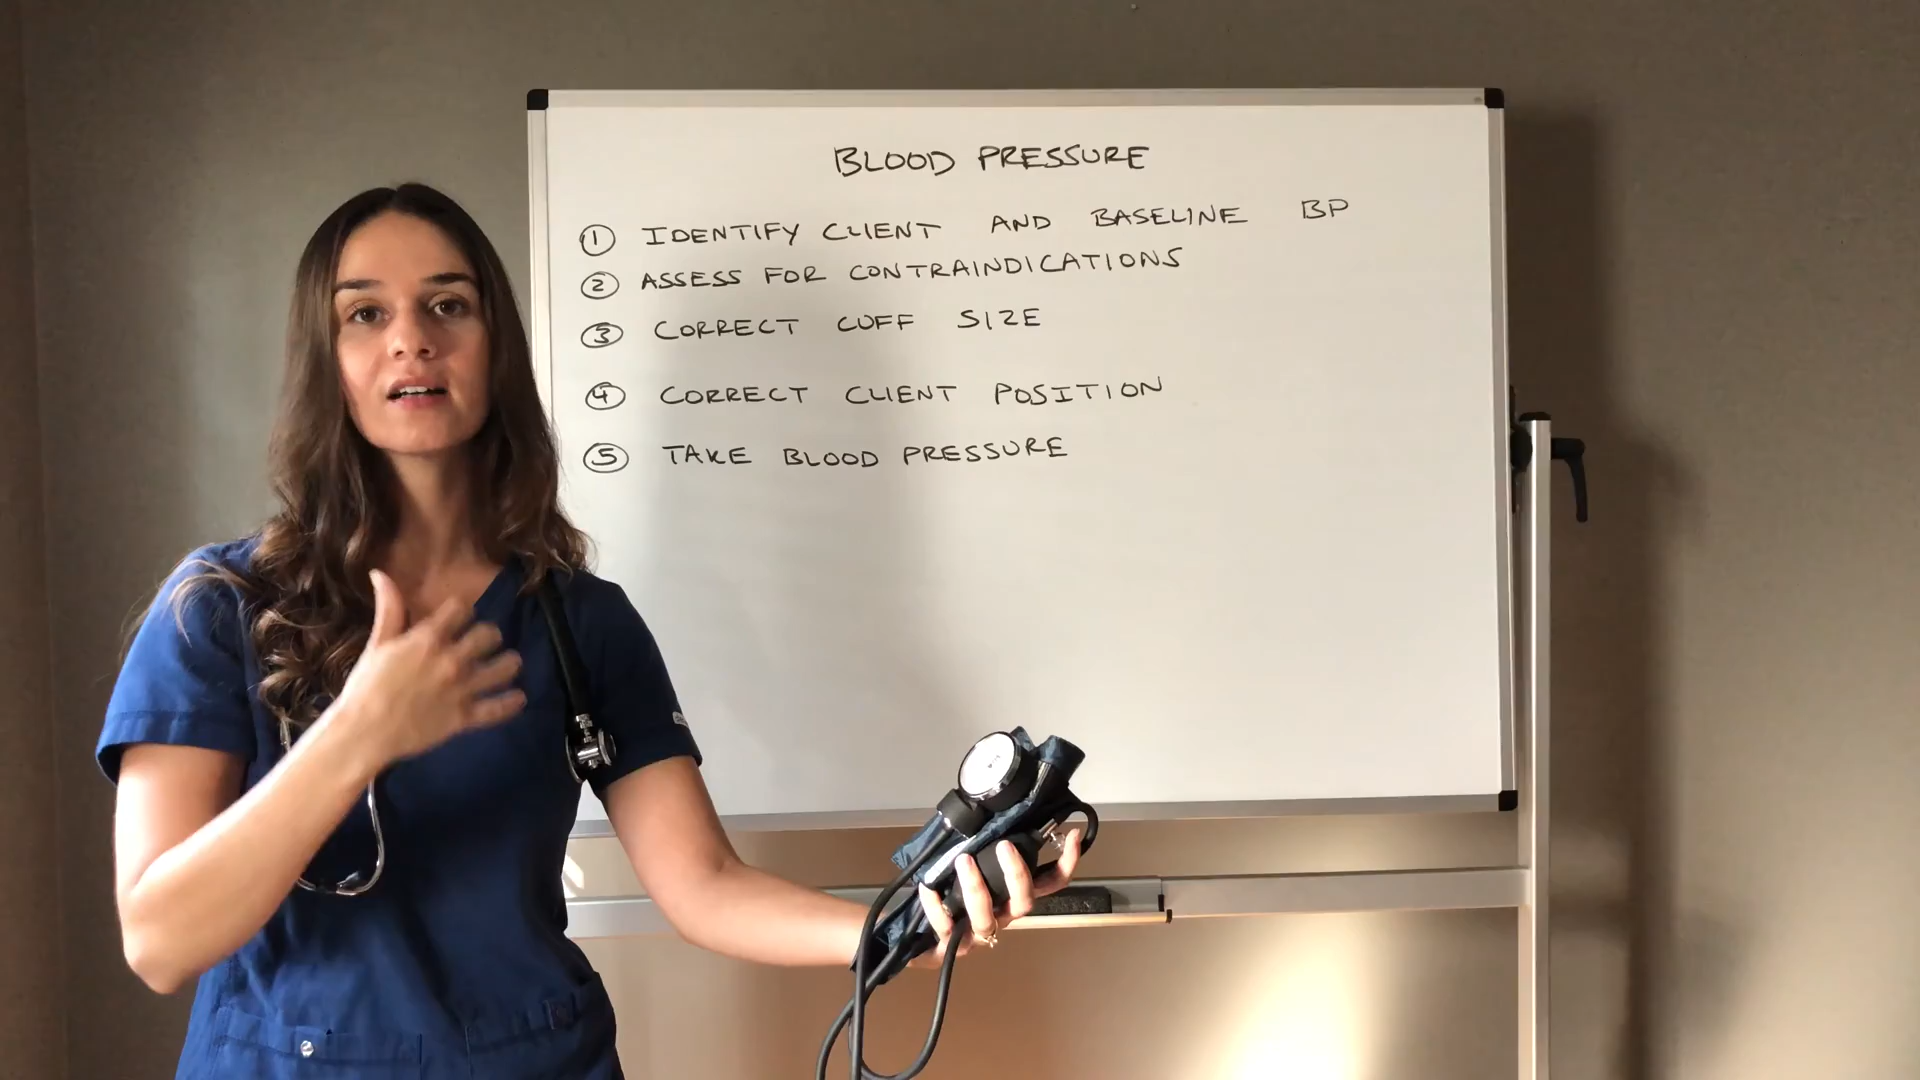 BLOOD PRESSURE
1 IDENTIFY CLIENT AND BASELINE BP
2 ASSESS FOR CONTRAINDICATIONS
3 CORRECT CUFF SIZE
4 CORRECT CLIENT POSITION
5 TAKE BLOOD PRESSURE